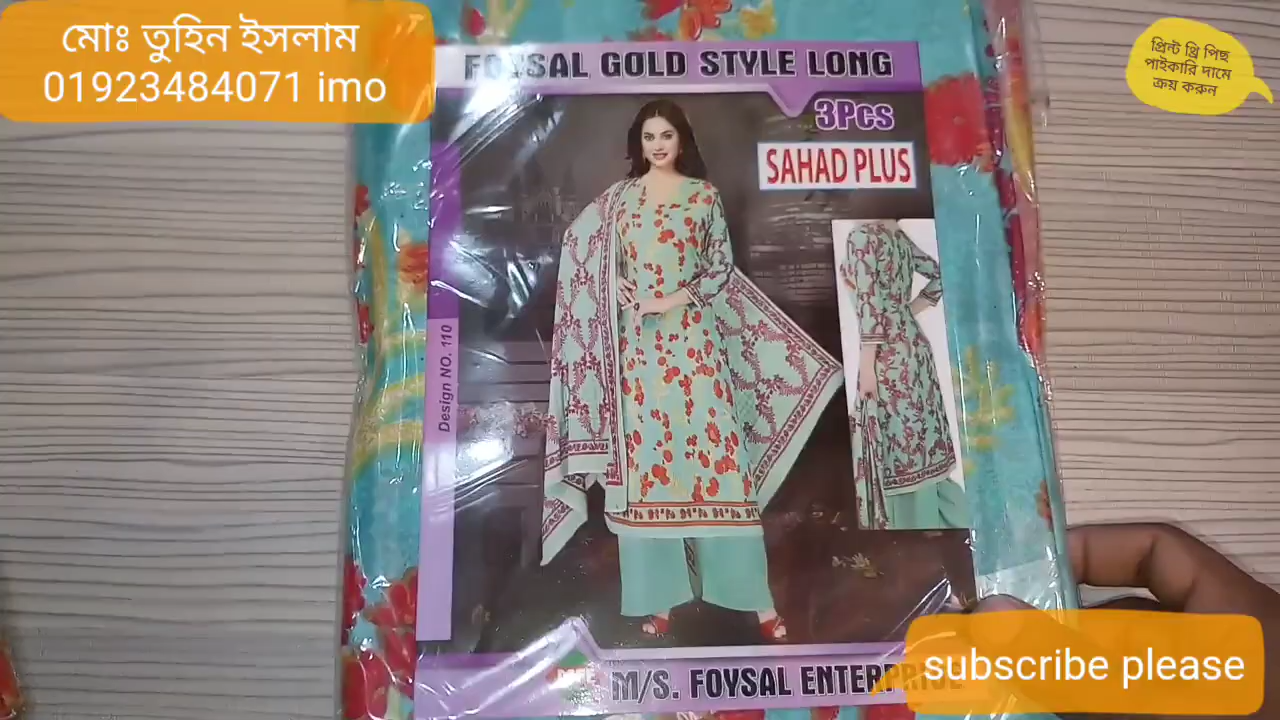 মোঃ তুহিন ইসলাম
01923484071 imo
প্রিন্ট থ্রি পিছ
পাইকারি দামে
ক্রয় করুন
FOYSAL GOLD STYLE LONG
3Pcs
SAHAD PLUS
Design NO. 110
M/S. FOYSAL ENTERPRISE
subscribe please